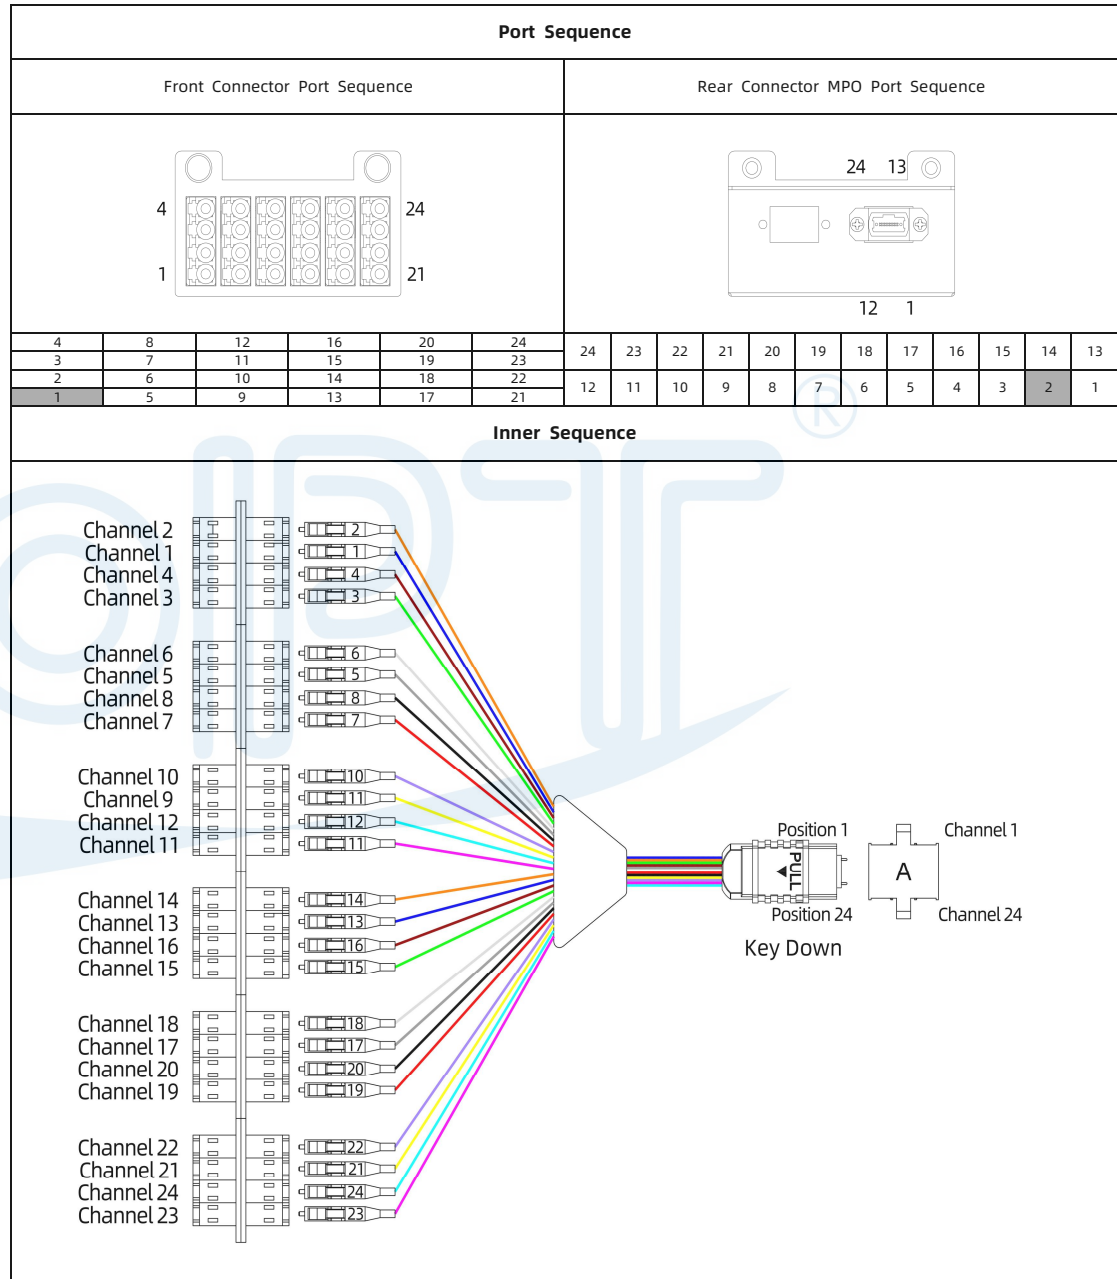 Port Sequence
Front Connector Port Sequence
Rear Connector MPO Port Sequence
4 24
1 21
24 13
12 1
4 8 12 16 20 24
3 7 11 15 19 23
2 6 10 14 18 22
1 5 9 13 17 21
24 23 22 21 20 19 18 17 16 15 14 13
12 11 10 9 8 7 6 5 4 3 2 1
®
Inner Sequence
Channel 2 2
Channel 1 1
Channel 4 4
Channel 3 3
Channel 6 6
Channel 5 5
Channel 8 8
Channel 7 7
Channel 10 10
Channel 9 11
Channel 12 12
Channel 11 11
Channel 14 14
Channel 13 13
Channel 16 16
Channel 15 15
Channel 18 18
Channel 17 17
Channel 20 20
Channel 19 19
Channel 22 22
Channel 21 21
Channel 24 24
Channel 23 23
Position 1
PULL
Position 24
Key Down
Channel 1
A
Channel 24